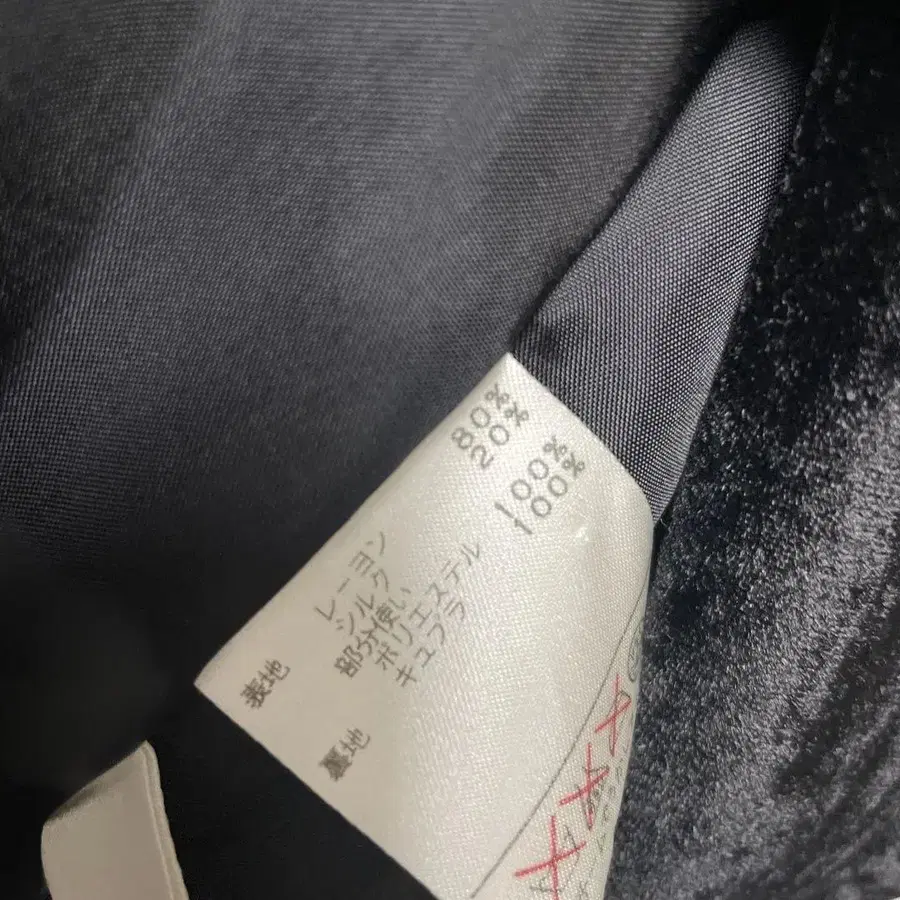 表地 レーヨン 80%
シルク 20%
部分使い
ポリエステル 100%
裏地 キュプラ 100%